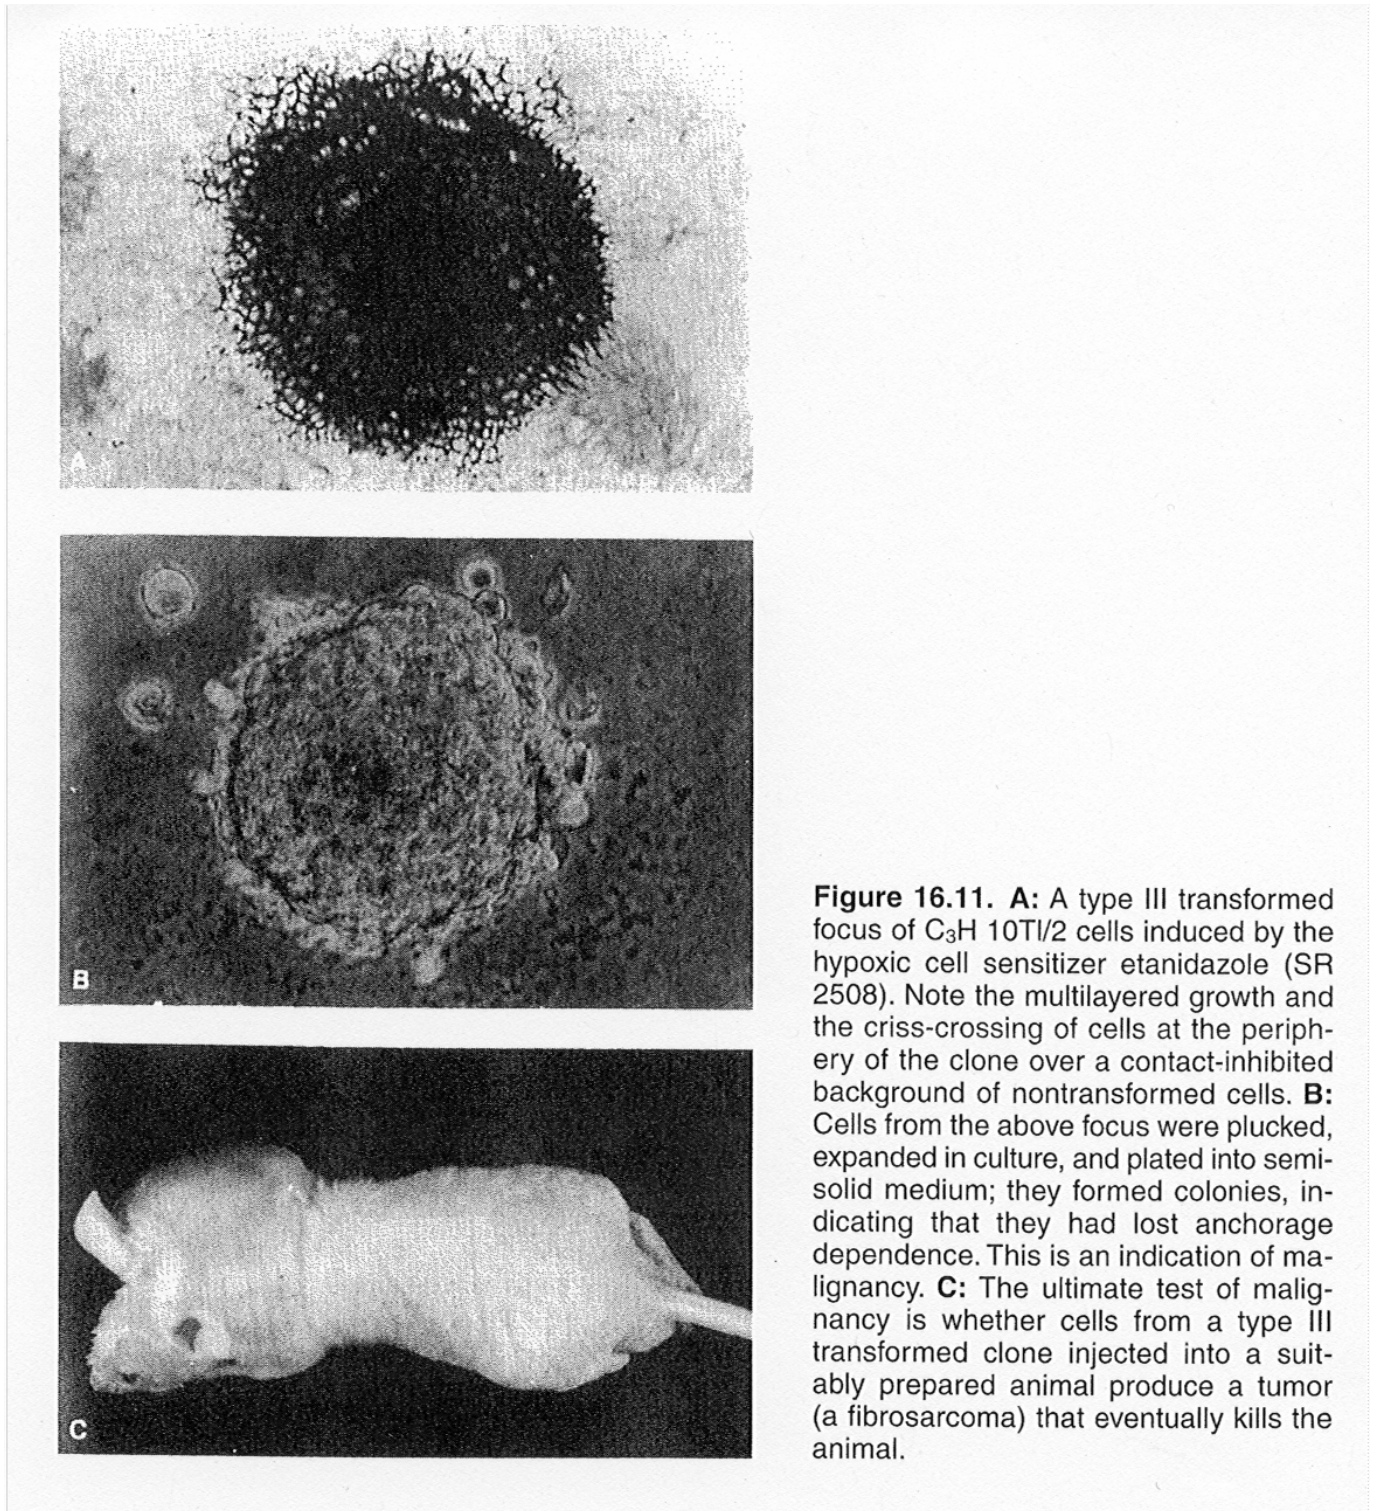 A
B
C
Figure 16.11. A: A type III transformed
focus of C3H 10TI/2 cells induced by the
hypoxic cell sensitizer etanidazole (SR
2508). Note the multilayered growth and
the criss-crossing of cells at the periph-
ery of the clone over a contact-inhibited
background of nontransformed cells. B:
Cells from the above focus were plucked,
expanded in culture, and plated into semi-
solid medium; they formed colonies, in-
dicating that they had lost anchorage
dependence. This is an indication of ma-
lignancy. C: The ultimate test of malig-
nancy is whether cells from a type III
transformed clone injected into a suit-
ably prepared animal produce a tumor
(a fibrosarcoma) that eventually kills the
animal.